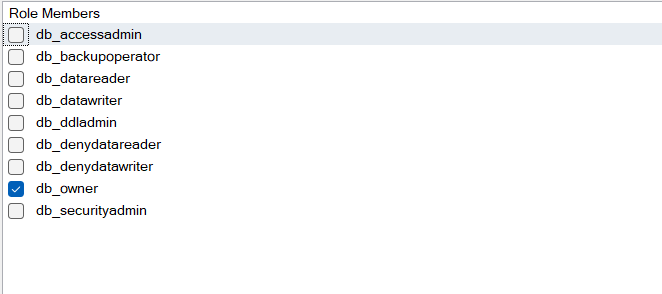 Role Members
db_accessadmin
db_backupoperator
db_datareader
db_datawriter
db_ddladmin
db_denydatareader
db_denydatawriter
db_owner
db_securityadmin